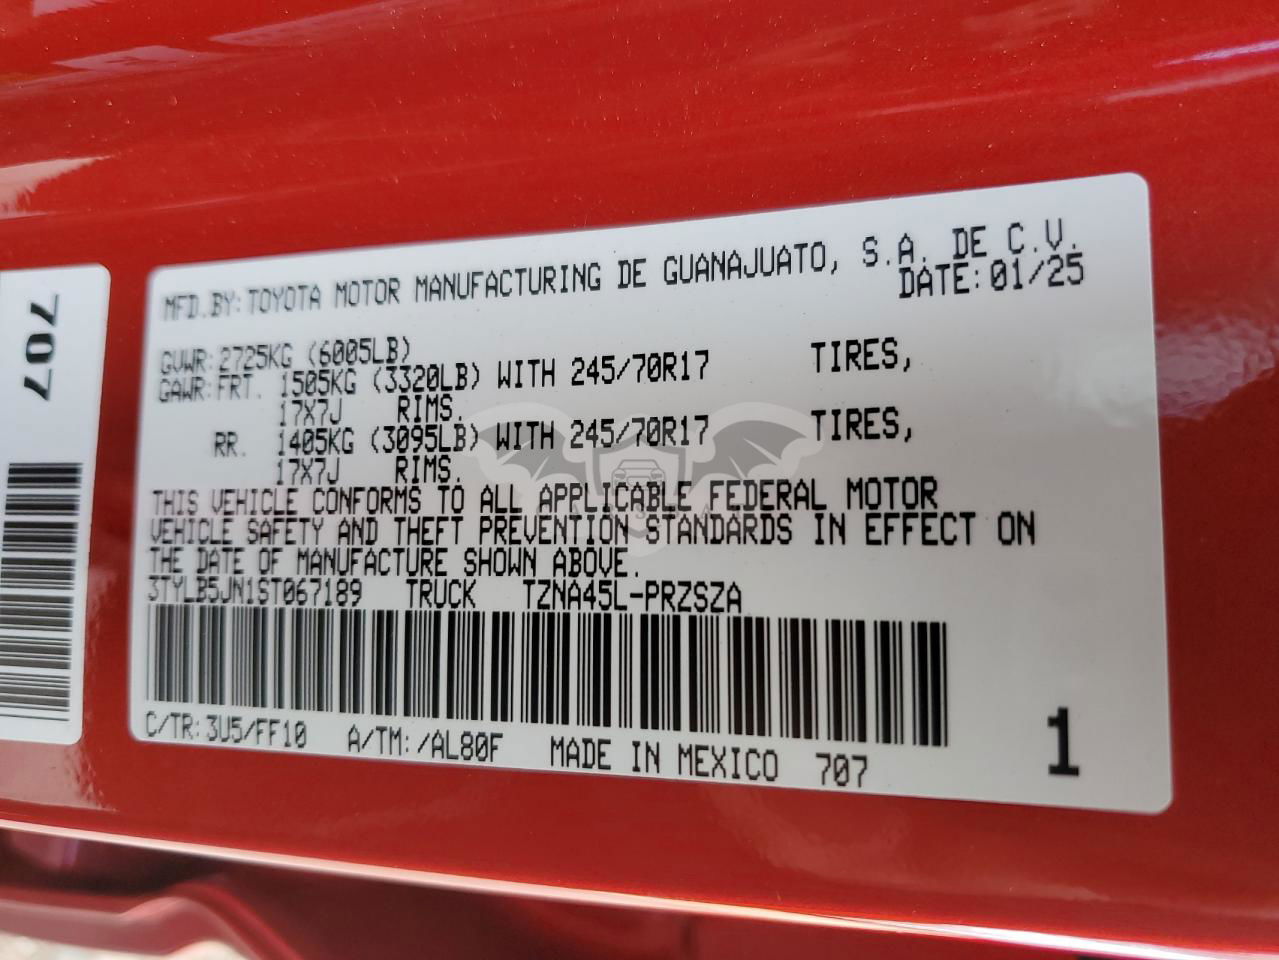 707
MFD.BY:TOYOTA MOTOR MANUFACTURING DE GUANAJUATO, S.A. DE C.V.
DATE:01/25
GVWR:2725KG (6005LB)
GAWR:FRT. 1505KG (3320LB) WITH 245/70R17 TIRES,
17X7J RIMS.
RR. 1405KG (3095LB) WITH 245/70R17 TIRES,
17X7J RIMS.
THIS VEHICLE CONFORMS TO ALL APPLICABLE FEDERAL MOTOR
VEHICLE SAFETY AND THEFT PREVENTION STANDARDS IN EFFECT ON
THE DATE OF MANUFACTURE SHOWN ABOVE.
3TYLB5JN1ST067189 TRUCK TZNA45L-PRZSZA
C/TR:3U5/FF10 A/TM:/AL80F MADE IN MEXICO 707
1